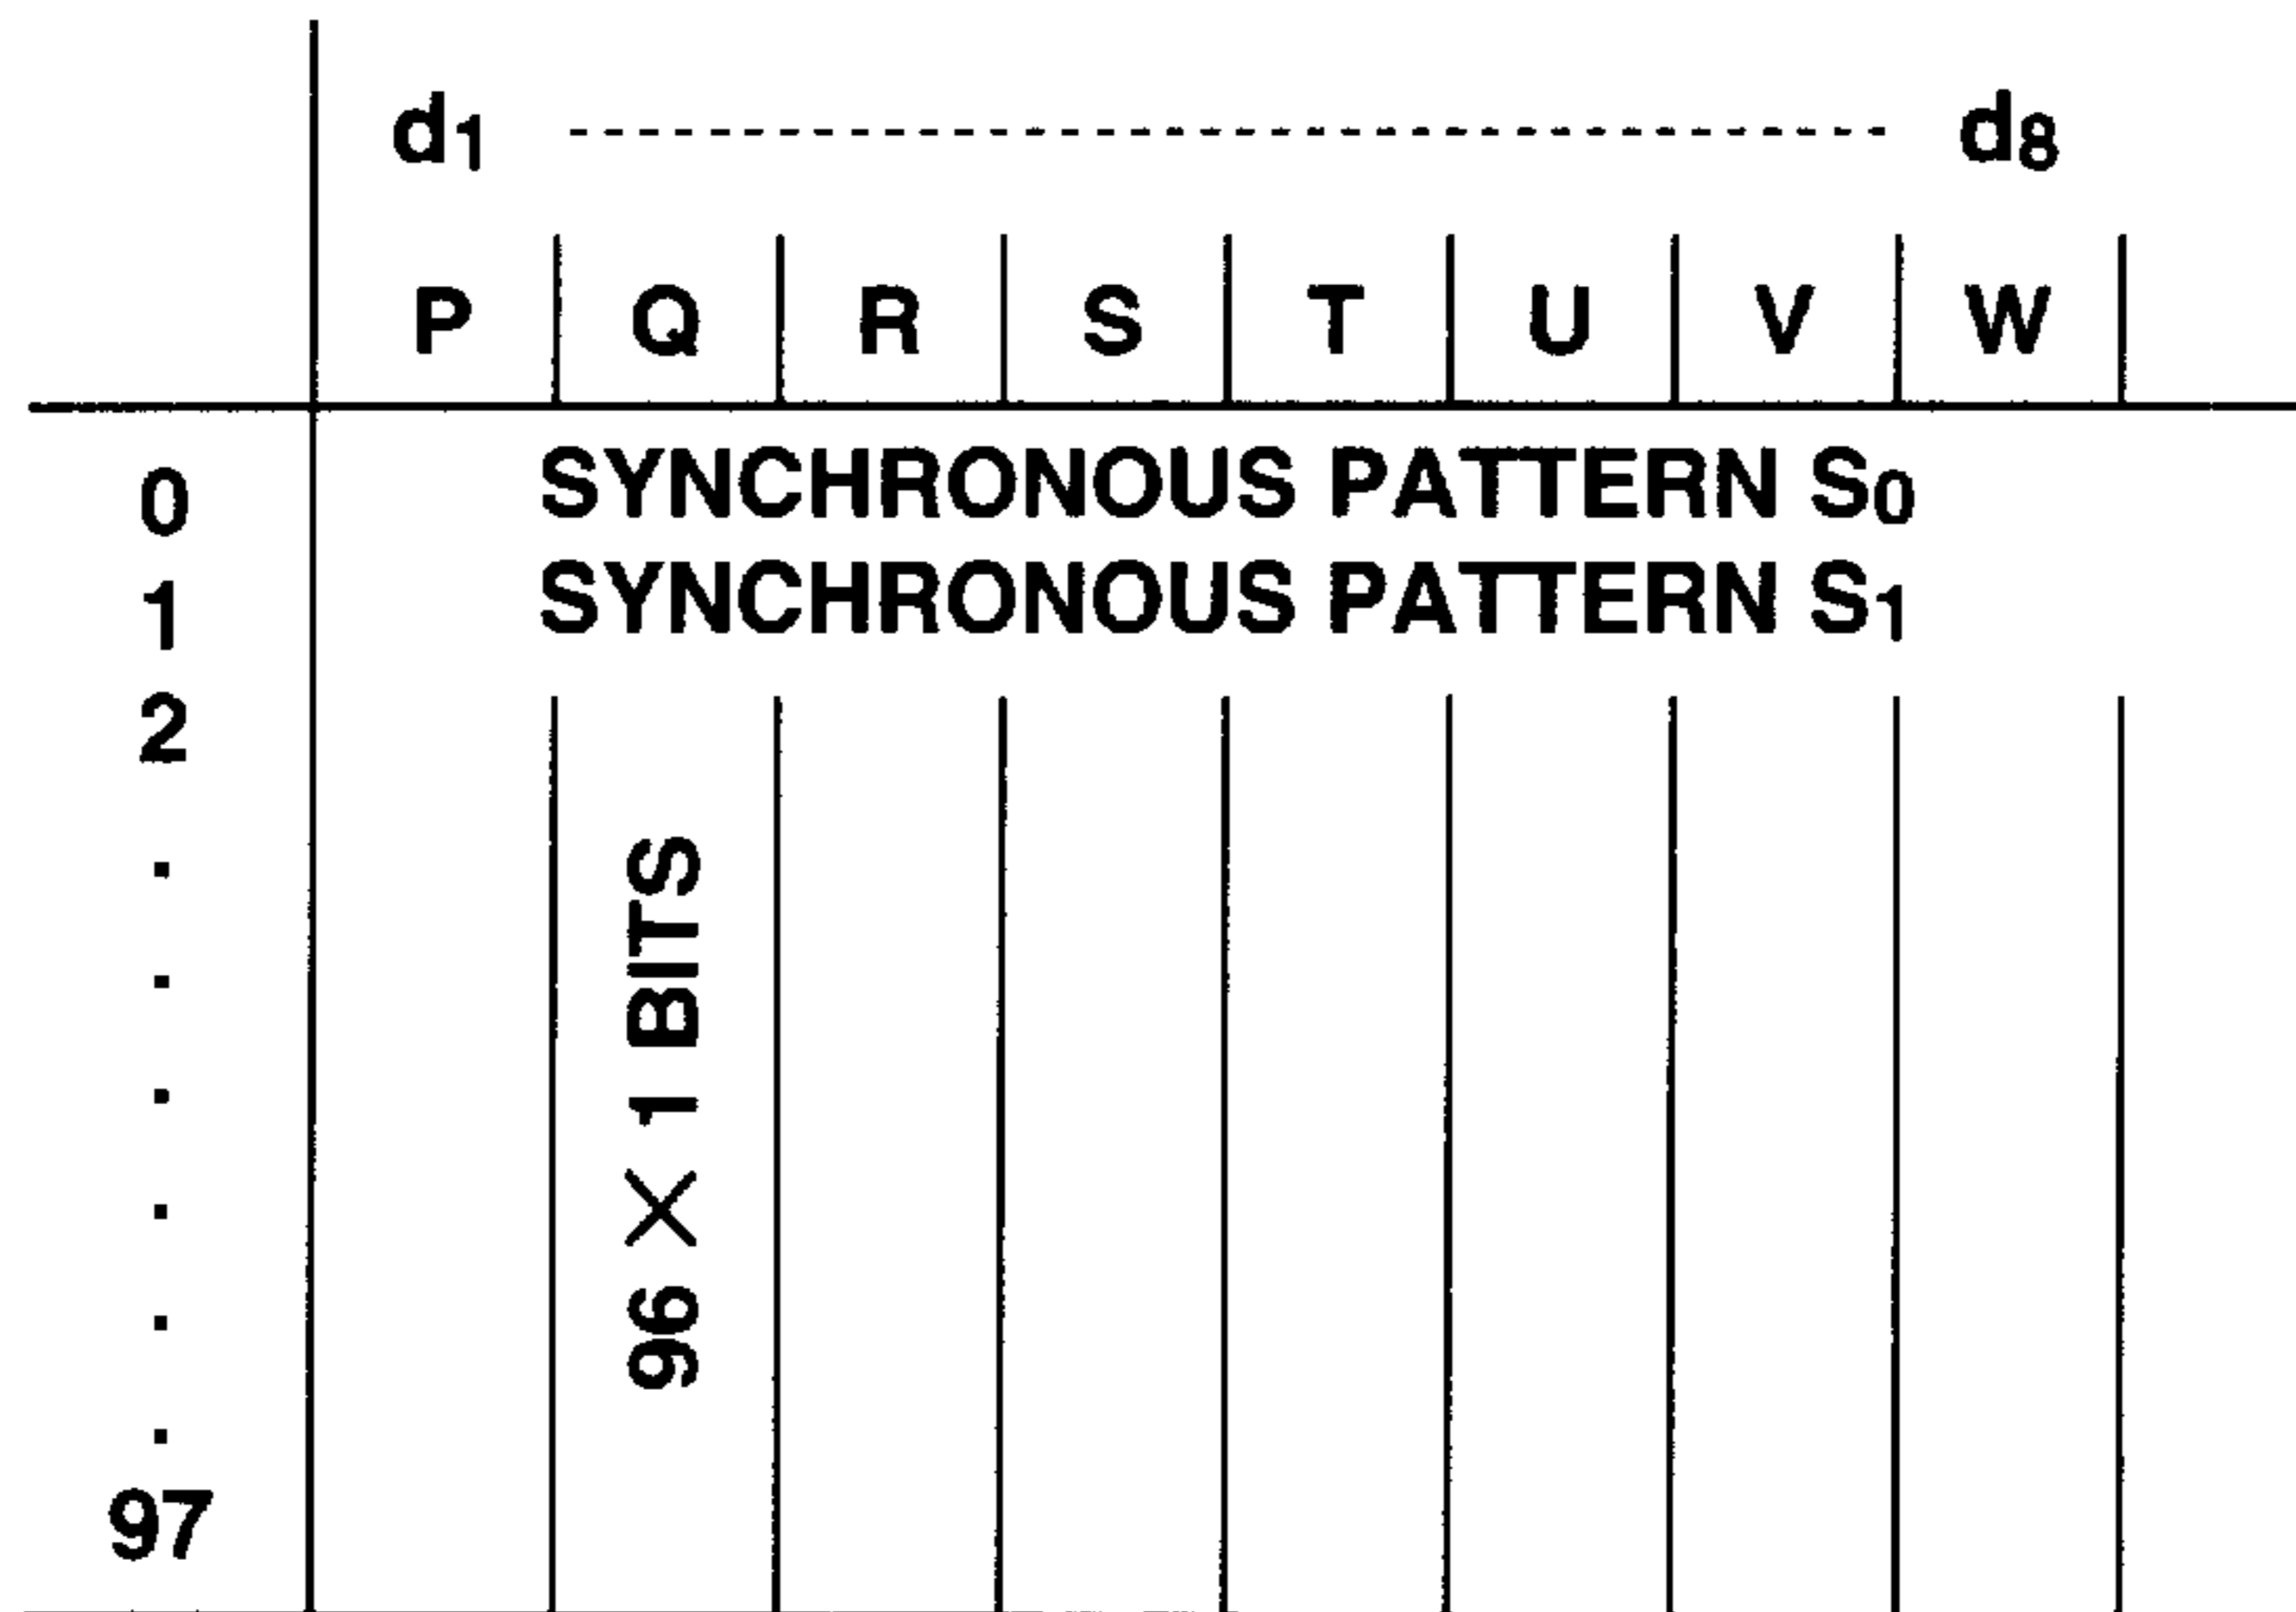 d1 d8
P Q R S T U V W
0 SYNCHRONOUS PATTERN S0
1 SYNCHRONOUS PATTERN S1
2
96 × 1 BITS
97